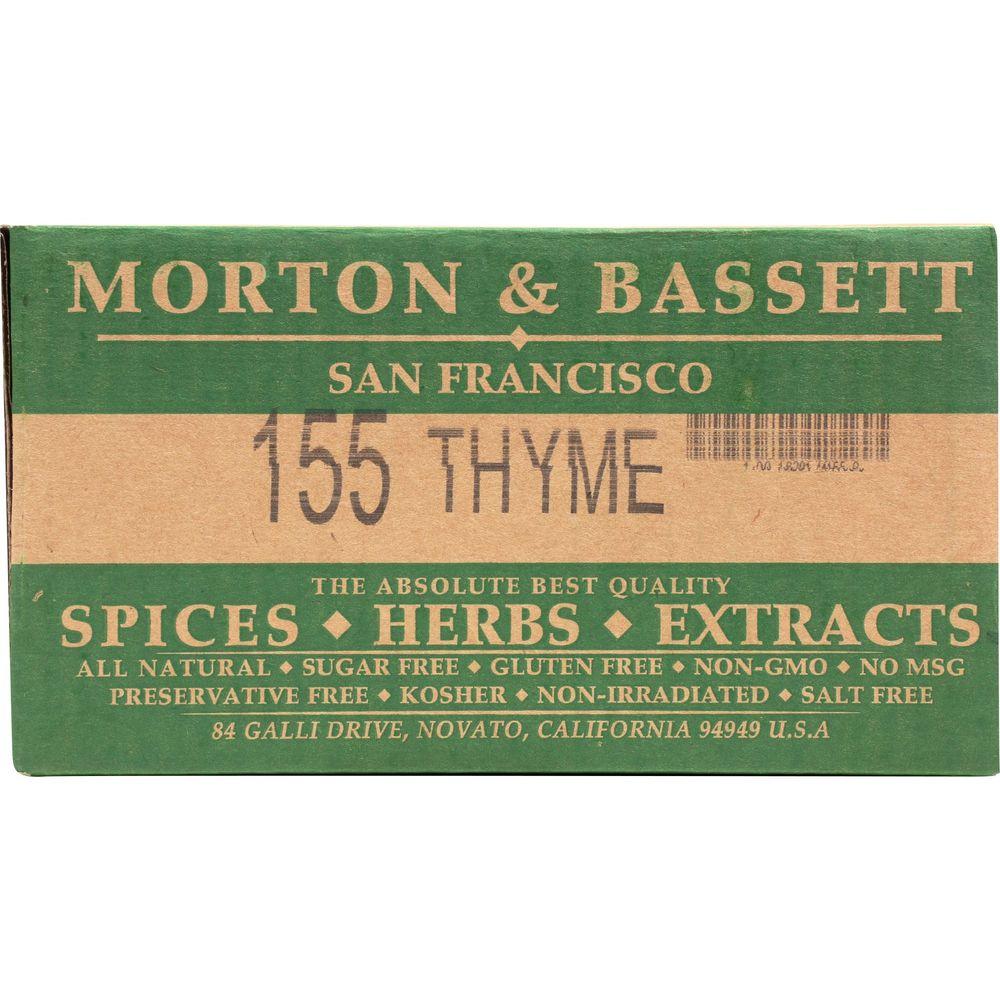 MORTON & BASSETT
SAN FRANCISCO
155 THYME
THE ABSOLUTE BEST QUALITY
SPICES ◆ HERBS ◆ EXTRACTS
ALL NATURAL ◆ SUGAR FREE ◆ GLUTEN FREE ◆ NON-GMO ◆ NO MSG
PRESERVATIVE FREE ◆ KOSHER ◆ NON-IRRADIATED ◆ SALT FREE
84 GALLI DRIVE, NOVATO, CALIFORNIA 94949 U.S.A